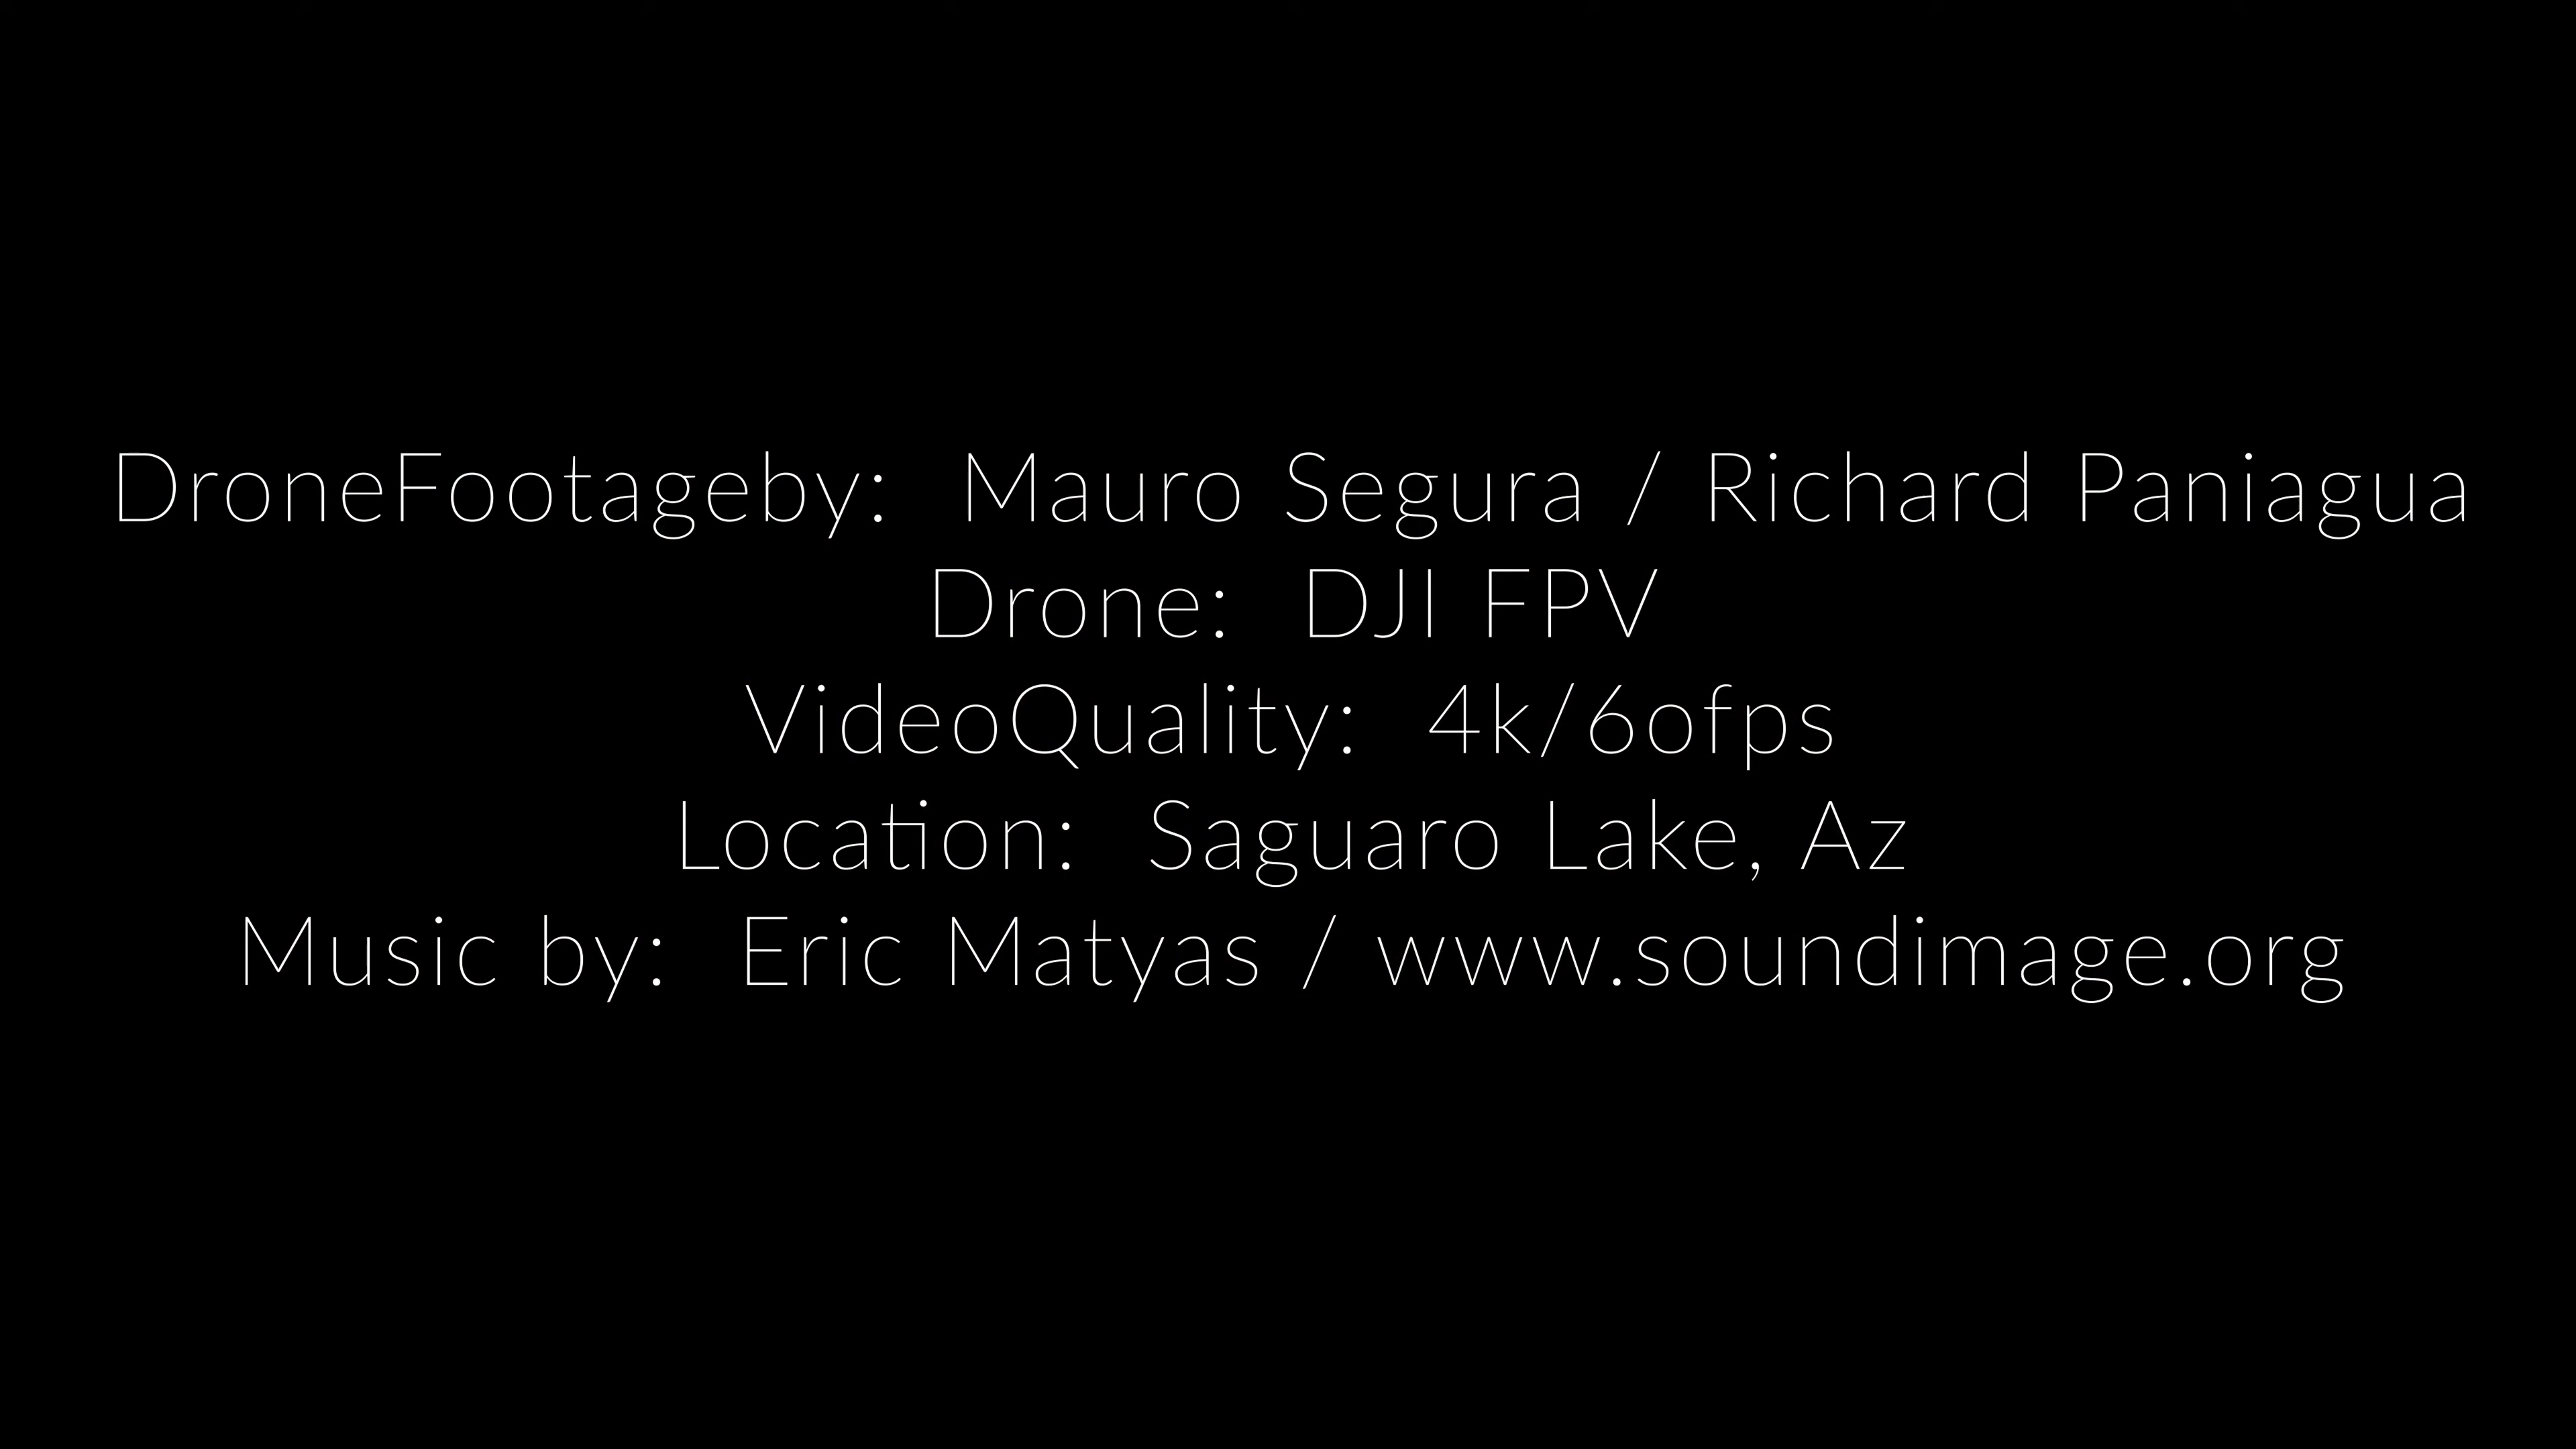 DroneFootageby: Mauro Segura / Richard Paniagua
Drone: DJI FPV
VideoQuality: 4k/6ofps
Location: Saguaro Lake, Az
Music by: Eric Matyas / www.soundimage.org